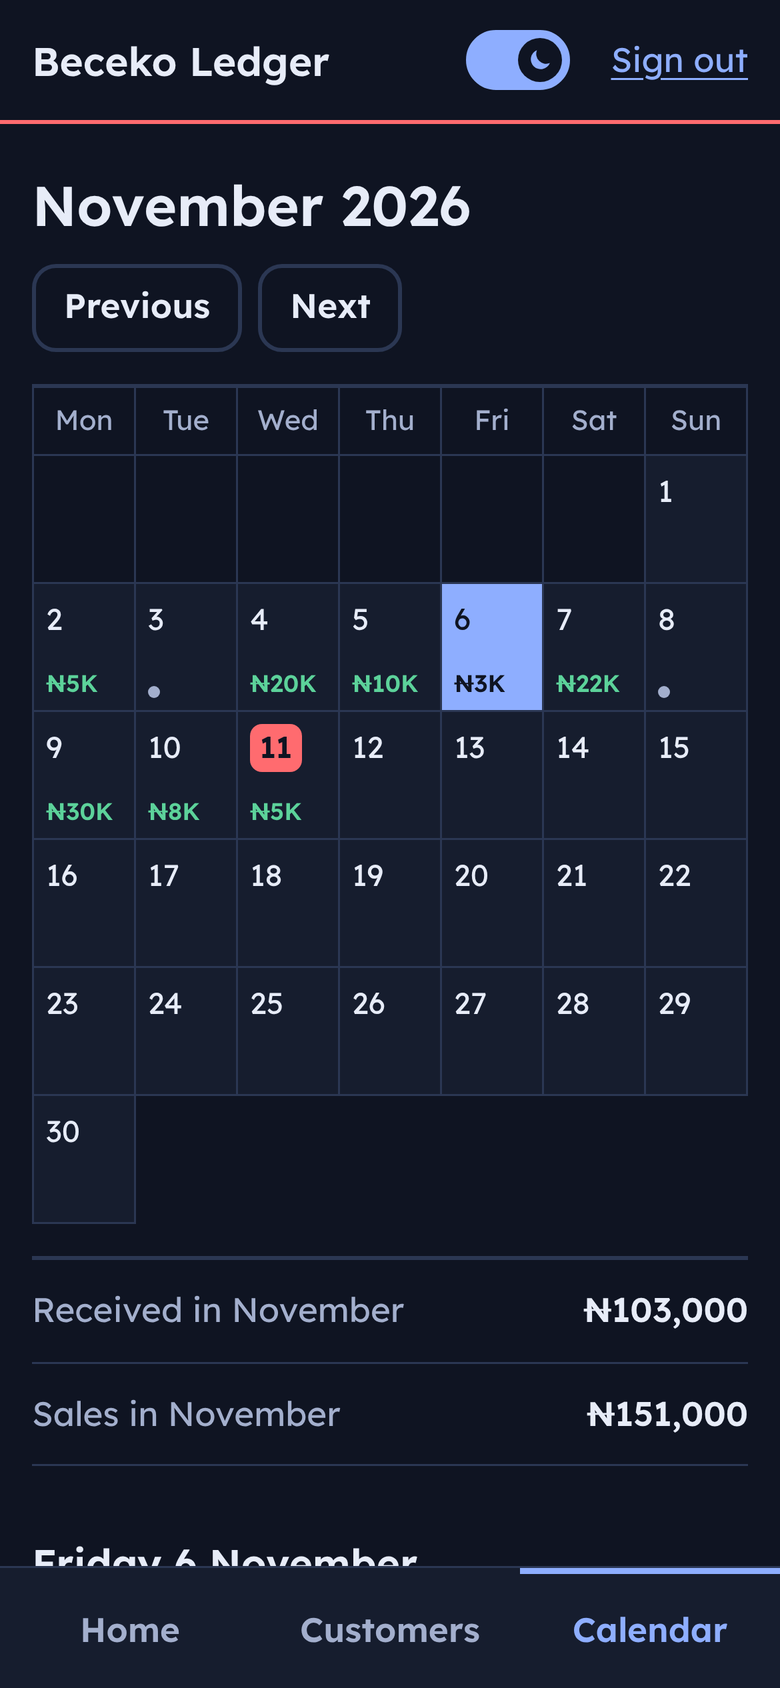 Beceko Ledger Sign out
November 2026
Previous Next
Mon Tue Wed Thu Fri Sat Sun
1
2 3 4 5 6 7 8
₦5K ₦20K ₦10K ₦3K ₦22K
9 10 11 12 13 14 15
₦30K ₦8K ₦5K
16 17 18 19 20 21 22
23 24 25 26 27 28 29
30
Received in November ₦103,000
Sales in November ₦151,000
Friday 6 November
Home Customers Calendar